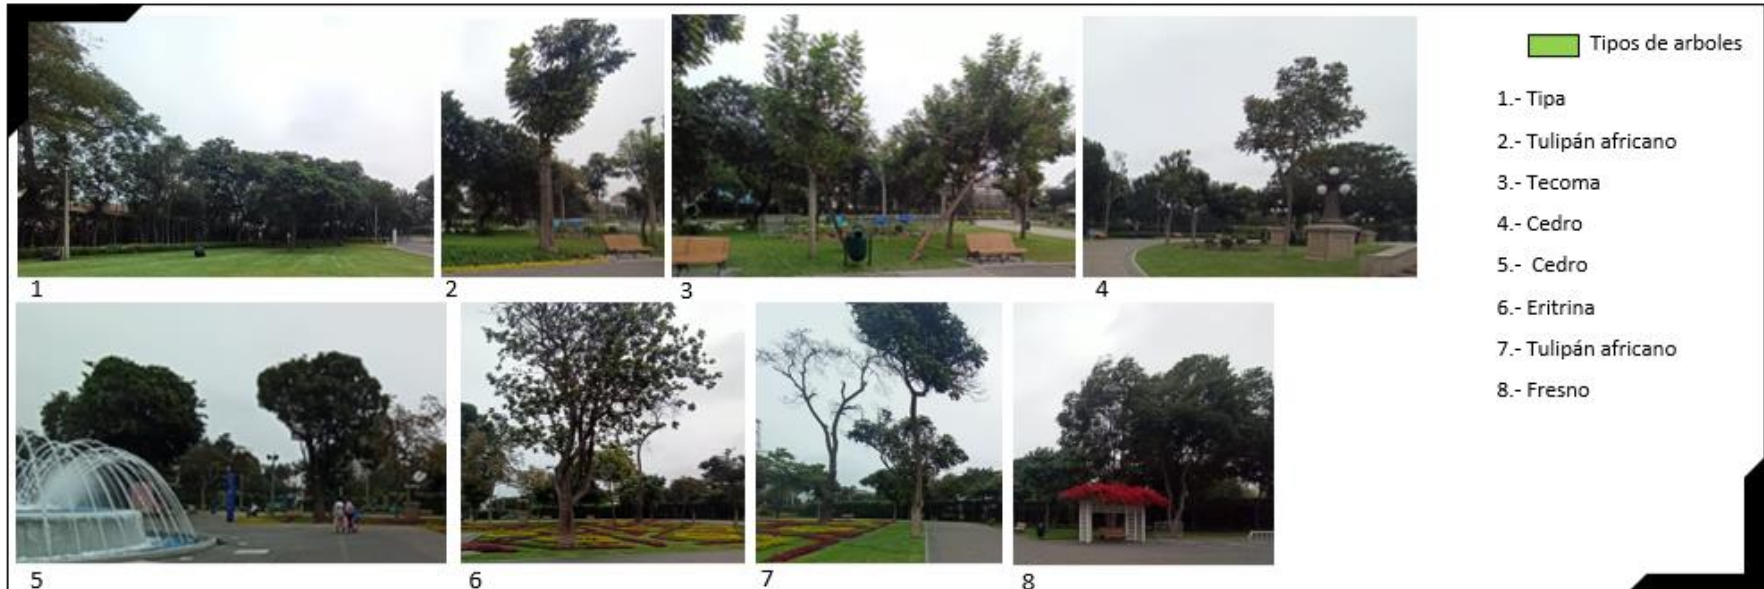 Tipos de arboles
1.- Tipa
2.- Tulipán africano
3.- Tecoma
4.- Cedro
5.- Cedro
6.- Eritrina
7.- Tulipán africano
8.- Fresno
1
2
3
4
5
6
7
8